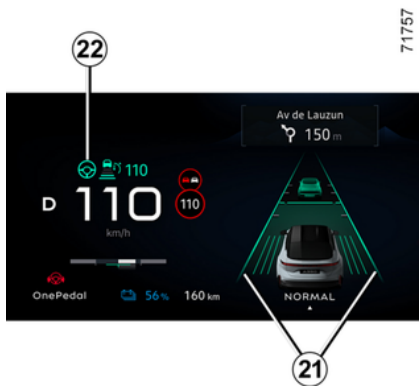 71757
22
Av de Lauzun
150 m
110
D 110 110
km/h
OnePedal 56% 160 km
NORMAL
21